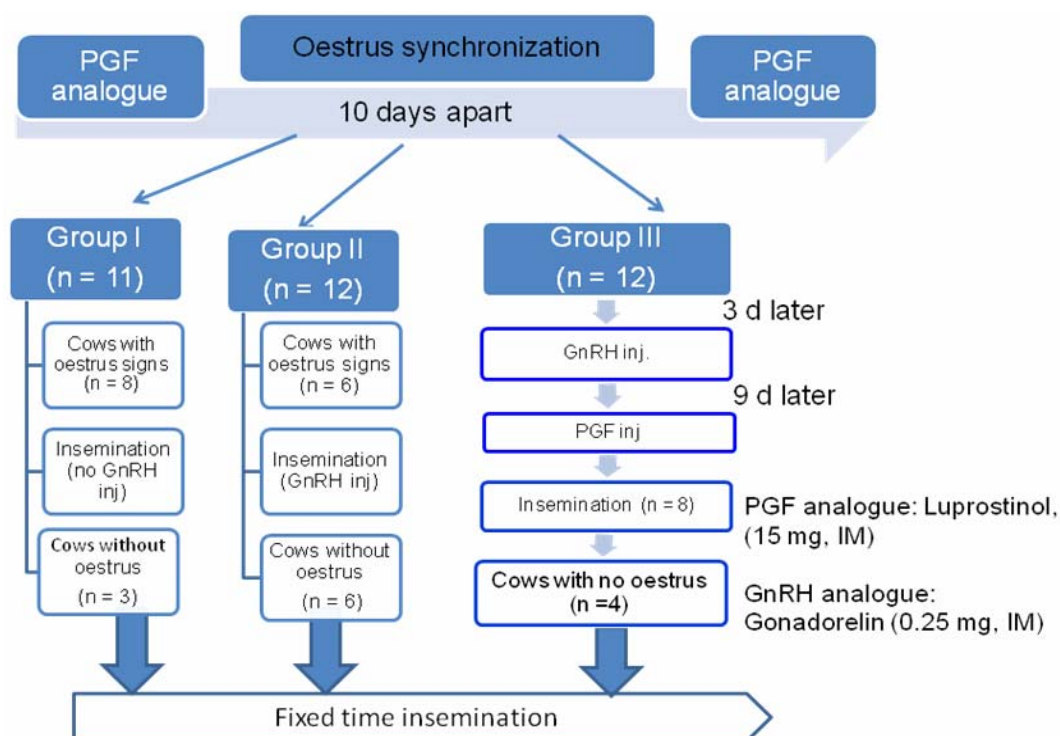 Oestrus synchronization
PGF
analogue
PGF
analogue
10 days apart
Group I
(n = 11)
Cows with
oestrus signs
(n = 8)
Insemination
(no GnRH
inj)
Cows without
oestrus
(n = 3)
Group II
(n = 12)
Cows with
oestrus signs
(n = 6)
Insemination
(GnRH inj)
Cows without
oestrus
(n = 6)
Group III
(n = 12)
3 d later
GnRH inj.
9 d later
PGF inj
Insemination (n = 8)
Cows with no oestrus
(n =4)
PGF analogue: Luprostinol,
(15 mg, IM)
GnRH analogue:
Gonadorelin (0.25 mg, IM)
Fixed time insemination